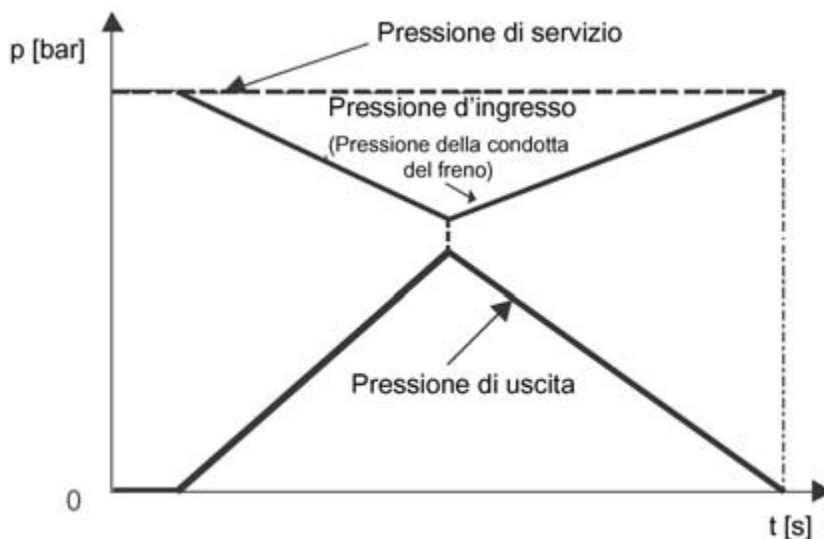 Pressione di servizio
p [bar]
Pressione d'ingresso
(Pressione della condotta
del freno)
Pressione di uscita
0
t [s]